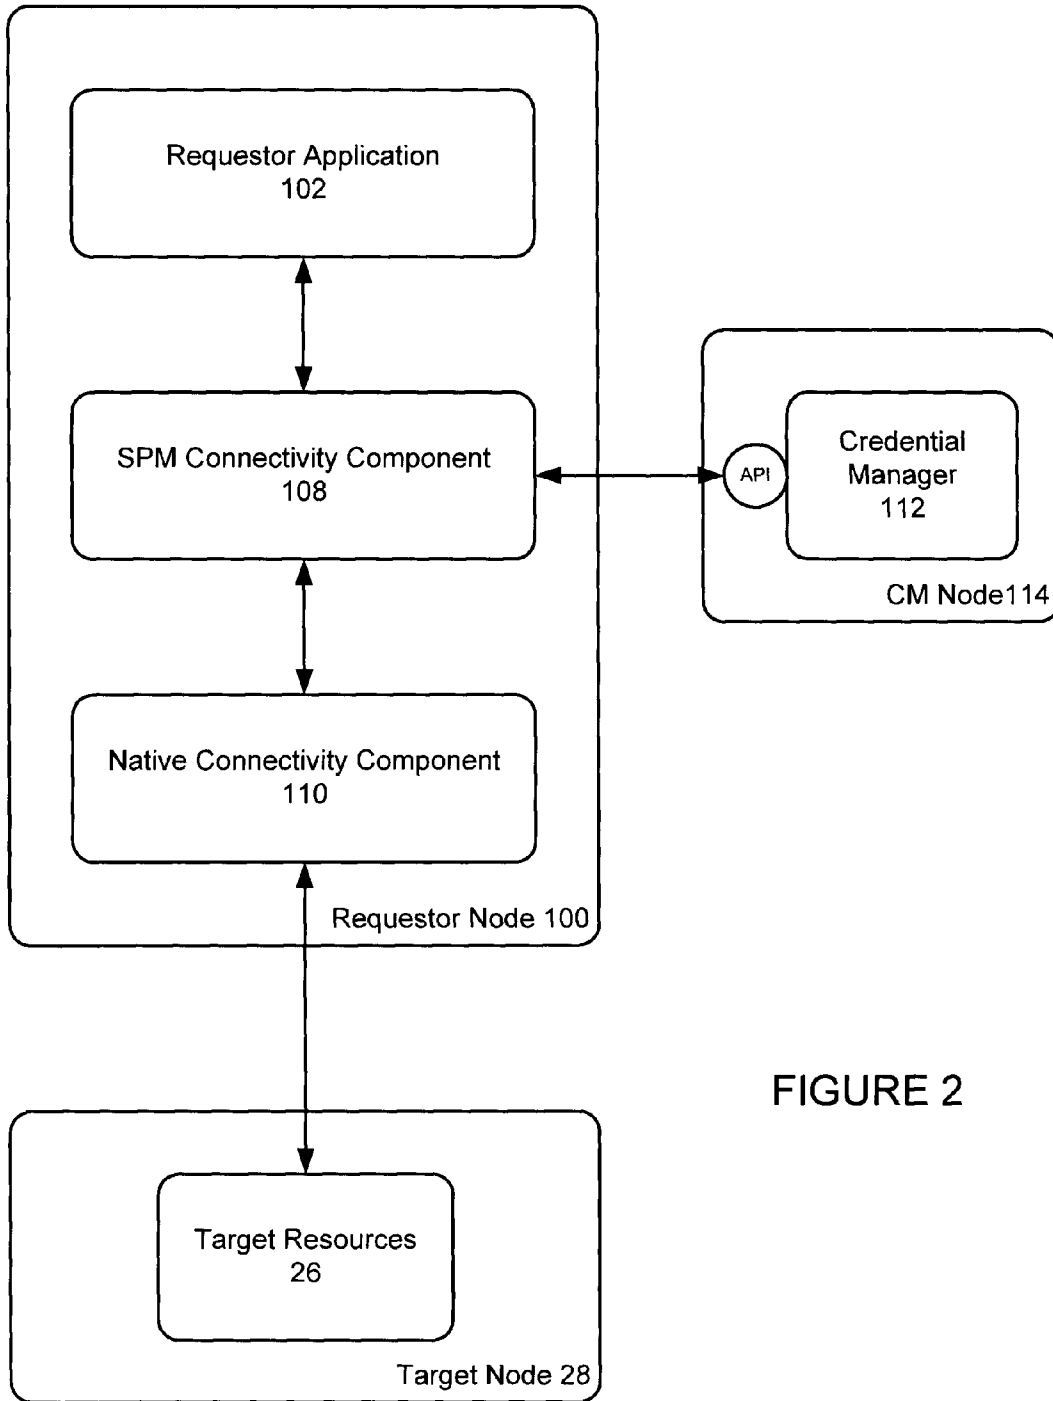 Requestor Application
102
SPM Connectivity Component
108
API
Credential
Manager
112
CM Node114
Native Connectivity Component
110
Requestor Node 100
FIGURE 2
Target Resources
26
Target Node 28